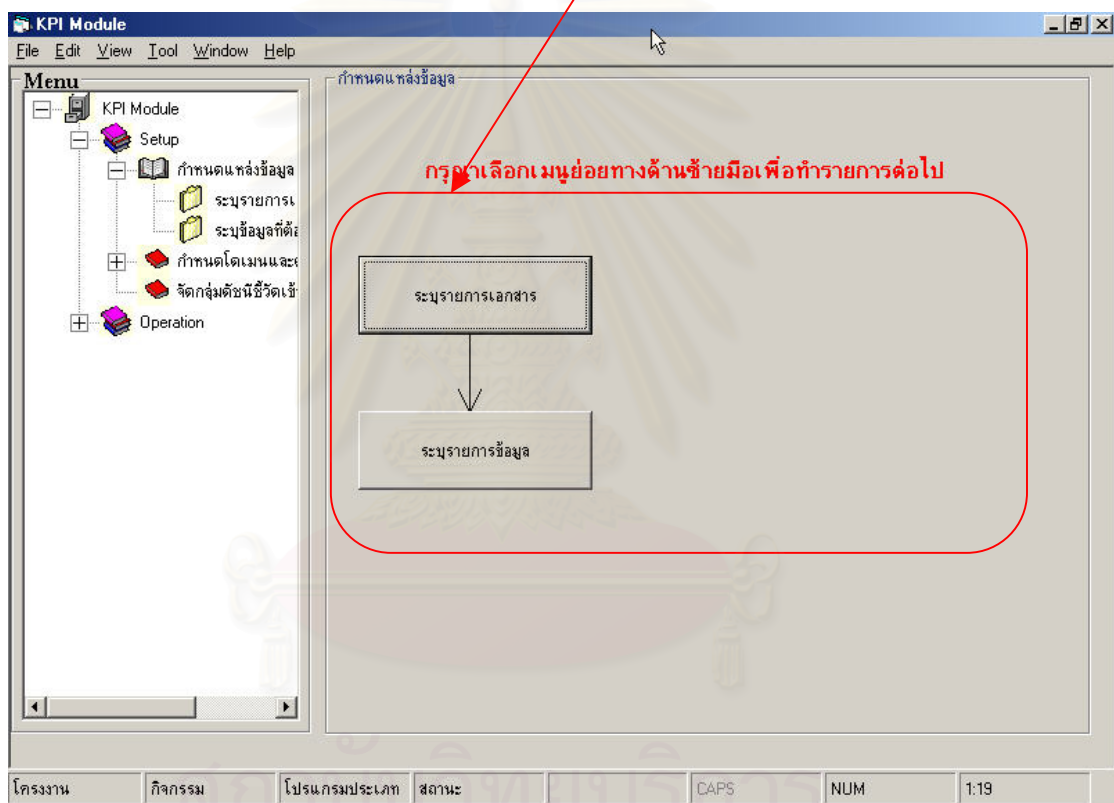 KPI Module
File Edit View Tool Window Help
Menu
KPI Module
Setup
กำหนดแหล่งข้อมูล
ระบุรายการเ
ระบุข้อมูลที่ต้อ
กำหนดโดเมนและ
จัดกลุ่มดัชนีชี้วัดเข้
Operation
กำหนดแหล่งข้อมูล
กรุณาเลือกเมนูย่อยทางด้านซ้ายมือเพื่อทำรายการต่อไป
ระบุรายการเอกสาร
ระบุรายการข้อมูล
โครงงาน กิจกรรม โปรแกรมประเภท สถานะ CAPS NUM 1:19